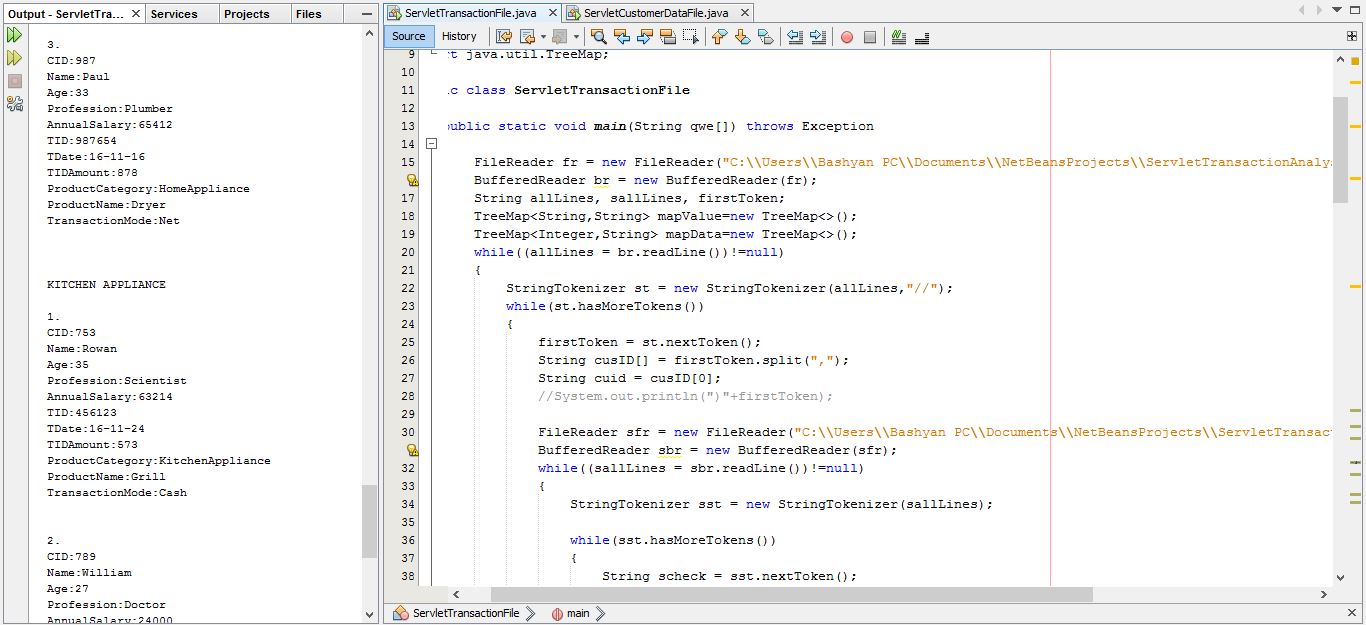 Output - ServletTra... Services Projects Files
3.
CID:987
Name:Paul
Age:33
Profession:Plumber
AnnualSalary:65412
TID:987654
TDate:16-11-16
TIDAmount:878
ProductCategory:HomeAppliance
ProductName:Dryer
TransactionMode:Net
KITCHEN APPLIANCE
1.
CID:753
Name:Rowan
Age:35
Profession:Scientist
AnnualSalary:63214
TID:456123
TDate:16-11-24
TIDAmount:573
ProductCategory:KitchenAppliance
ProductName:Grill
TransactionMode:Cash
2.
CID:789
Name:William
Age:27
Profession:Doctor
AnnualSalary:24000
ServletTransactionFile.java ServletCustomerDataFile.java
Source History
9 rt java.util.TreeMap;
10
11 .c class ServletTransactionFile
12
13 ublic static void main(String qwe[]) throws Exception
14
15 FileReader fr = new FileReader("C:\\Users\\Bashyan PC\\Documents\\NetBeansProjects\\ServletTransactionAnaly
BufferedReader br = new BufferedReader(fr);
17 String allLines, sallLines, firstToken;
18 TreeMap<String,String> mapValue=new TreeMap<>();
19 TreeMap<Integer,String> mapData=new TreeMap<>();
20 while((allLines = br.readLine())!=null)
21 {
22 StringTokenizer st = new StringTokenizer(allLines,"//");
23 while(st.hasMoreTokens())
24 {
25 firstToken = st.nextToken();
26 String cusID[] = firstToken.split(",");
27 String cuid = cusID[0];
28 //System.out.println(")"+firstToken);
29
30 FileReader sfr = new FileReader("C:\\Users\\Bashyan PC\\Documents\\NetBeansProjects\\ServletTransac
BufferedReader sbr = new BufferedReader(sfr);
32 while((sallLines = sbr.readLine())!=null)
33 {
34 StringTokenizer sst = new StringTokenizer(sallLines);
35
36 while(sst.hasMoreTokens())
37 {
38 String scheck = sst.nextToken();
ServletTransactionFile main